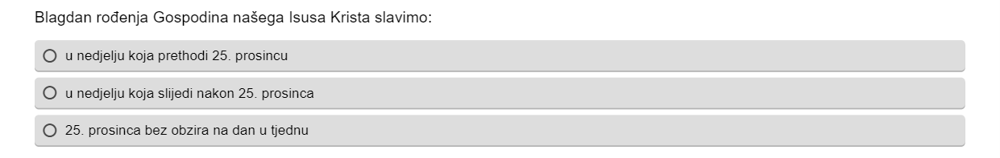 Blagdan rođenja Gospodina našega Isusa Krista slavimo:
u nedjelju koja prethodi 25. prosincu
u nedjelju koja slijedi nakon 25. prosinca
25. prosinca bez obzira na dan u tjednu